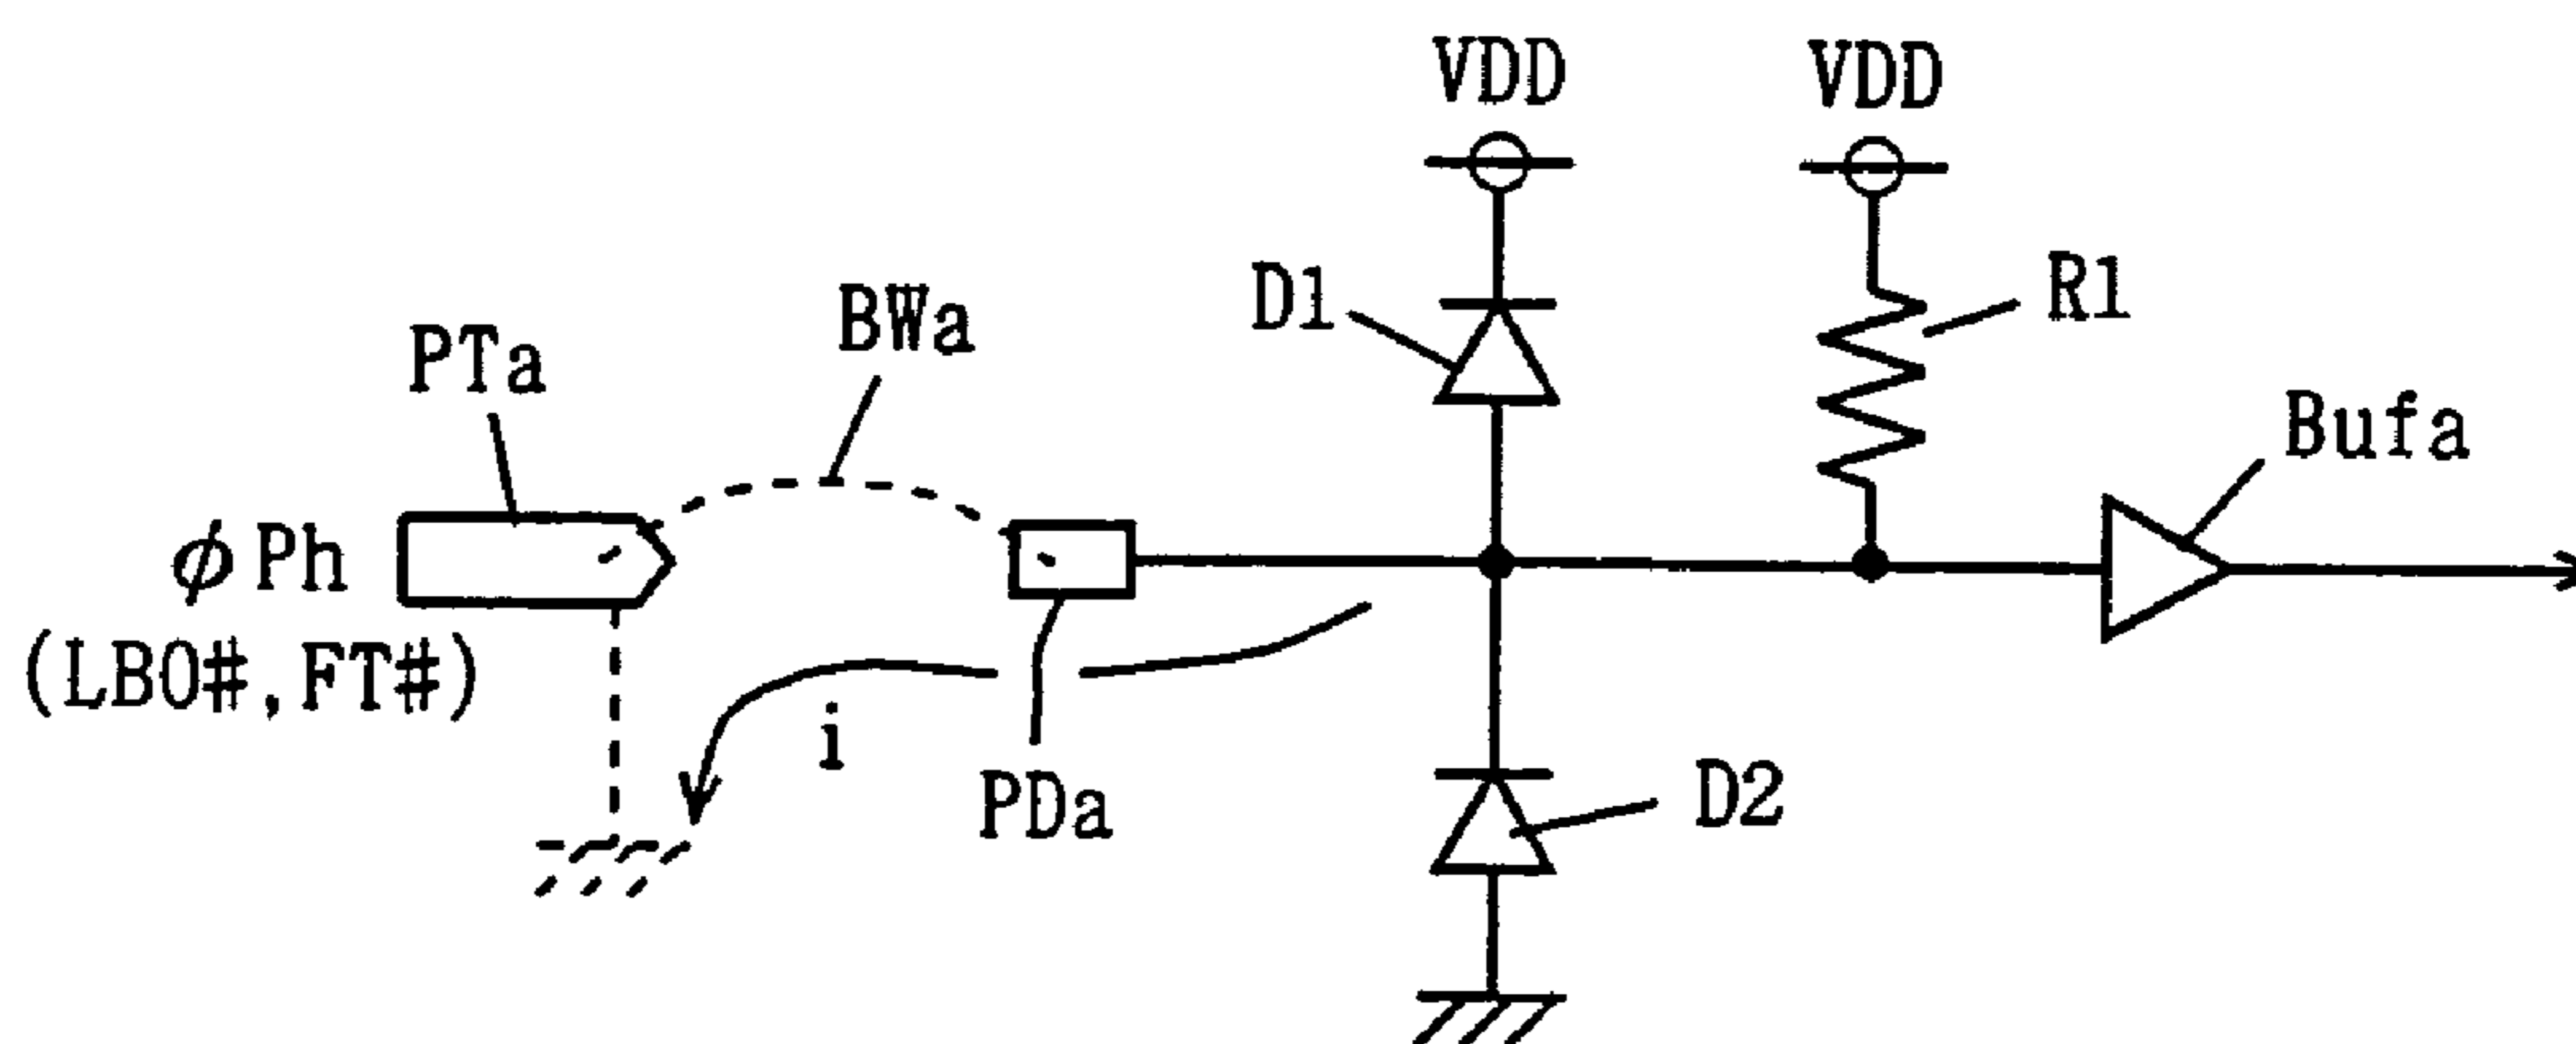 VDD
VDD
D1
R1
BWa
PTa
Bufa
φPh
(LBO#,FT#)
i
PDa
D2